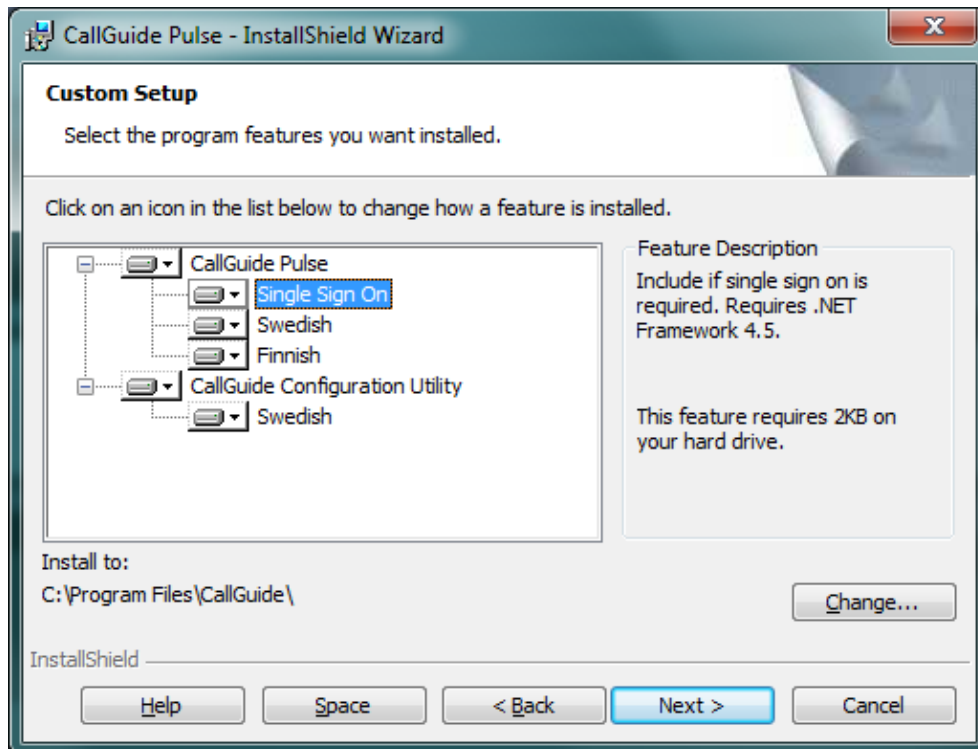 CallGuide Pulse - InstallShield Wizard
Custom Setup
Select the program features you want installed.
Click on an icon in the list below to change how a feature is installed.
CallGuide Pulse
Single Sign On
Swedish
Finnish
CallGuide Configuration Utility
Swedish
Feature Description
Include if single sign on is
required. Requires .NET
Framework 4.5.
This feature requires 2KB on
your hard drive.
Install to:
C:\Program Files\CallGuide\
Change...
InstallShield
Help
Space
< Back
Next >
Cancel